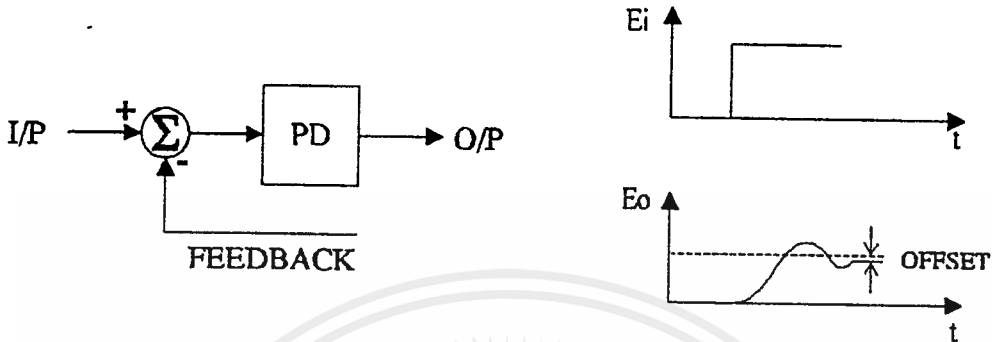 I/P
+
Σ
-
PD
O/P
FEEDBACK
Ei
t
Eo
OFFSET
t